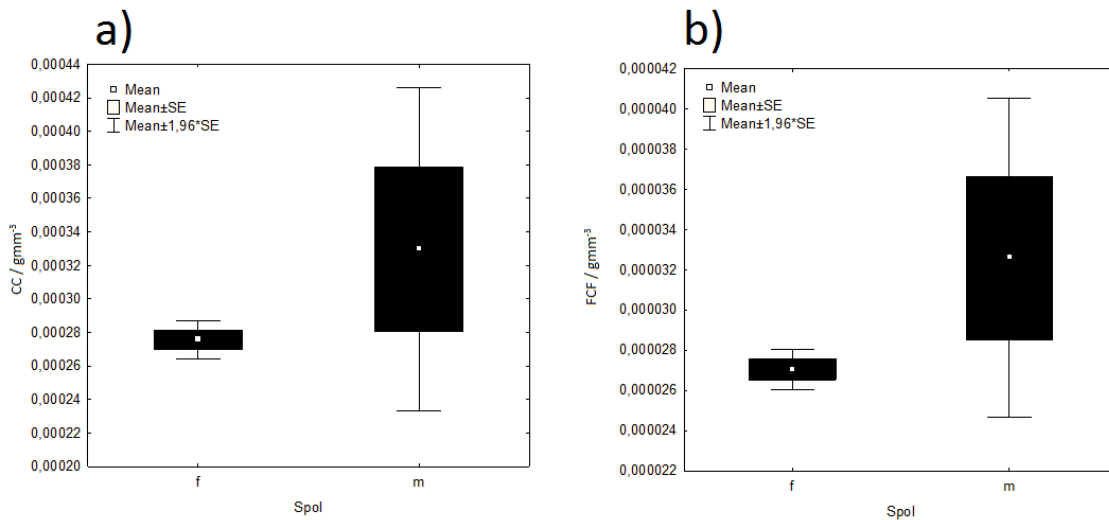 a)
0,00044
0,00042
0,00040
0,00038
0,00036
0,00034
0,00032
0,00030
0,00028
0,00026
0,00024
0,00022
0,00020
CC / gmm⁻³
Mean
Mean±SE
Mean±1,96*SE
f
m
Spol
b)
0,000042
0,000040
0,000038
0,000036
0,000034
0,000032
0,000030
0,000028
0,000026
0,000024
0,000022
FCF / gmm⁻³
Mean
Mean±SE
Mean±1,96*SE
f
m
Spol